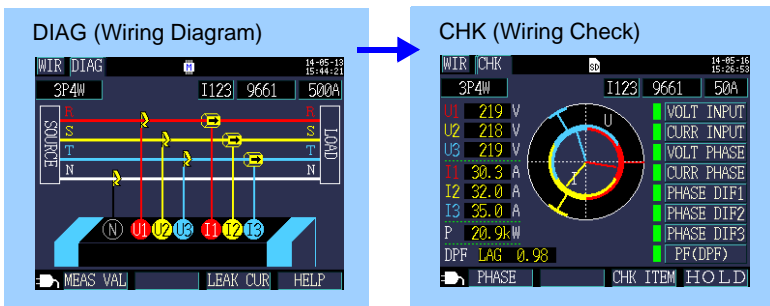 DIAG (Wiring Diagram)
WIR DIAG M 14-05-13
15:44:21
3P4W I123 9661 500A
R R
S S
T T
N N
SOURCE
LOAD
N U1 U2 U3 I1 I2 I3
MEAS VAL LEAK CUR HELP
CHK (Wiring Check)
WIR CHK SD 14-05-16
15:26:53
3P4W I123 9661 50A
U1 219 V
U2 218 V
U3 219 V
I1 30.3 A
I2 32.0 A
I3 35.0 A
P 20.9kW
DPF LAG 0.98
U
I
VOLT INPUT
CURR INPUT
VOLT PHASE
CURR PHASE
PHASE DIF1
PHASE DIF2
PHASE DIF3
PF(DPF)
PHASE CHK ITEM HOLD